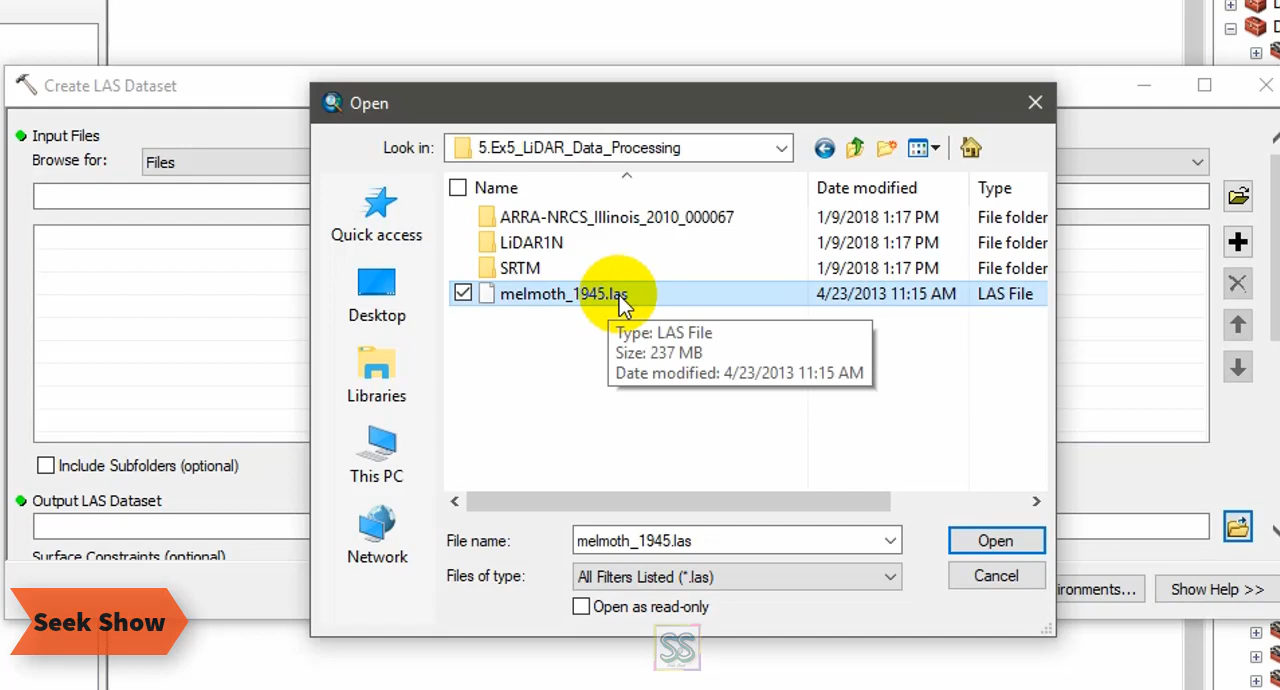 Create LAS Dataset
Input Files
Browse for:
Files
Include Subfolders (optional)
Output LAS Dataset
Surface Constraints (optional)
Open
Look in:
5.Ex5_LiDAR_Data_Processing
Name
Date modified
Type
ARRA-NRCS_Illinois_2010_000067
1/9/2018 1:17 PM
File folder
LiDAR1N
1/9/2018 1:17 PM
File folder
SRTM
1/9/2018 1:17 PM
File folder
melmoth_1945.las
4/23/2013 11:15 AM
LAS File
Type: LAS File
Size: 237 MB
Date modified: 4/23/2013 11:15 AM
Quick access
Desktop
Libraries
This PC
Network
File name:
melmoth_1945.las
Open
Files of type:
All Filters Listed (*.las)
Cancel
Open as read-only
ironments...
Show Help >>
Seek Show
SS